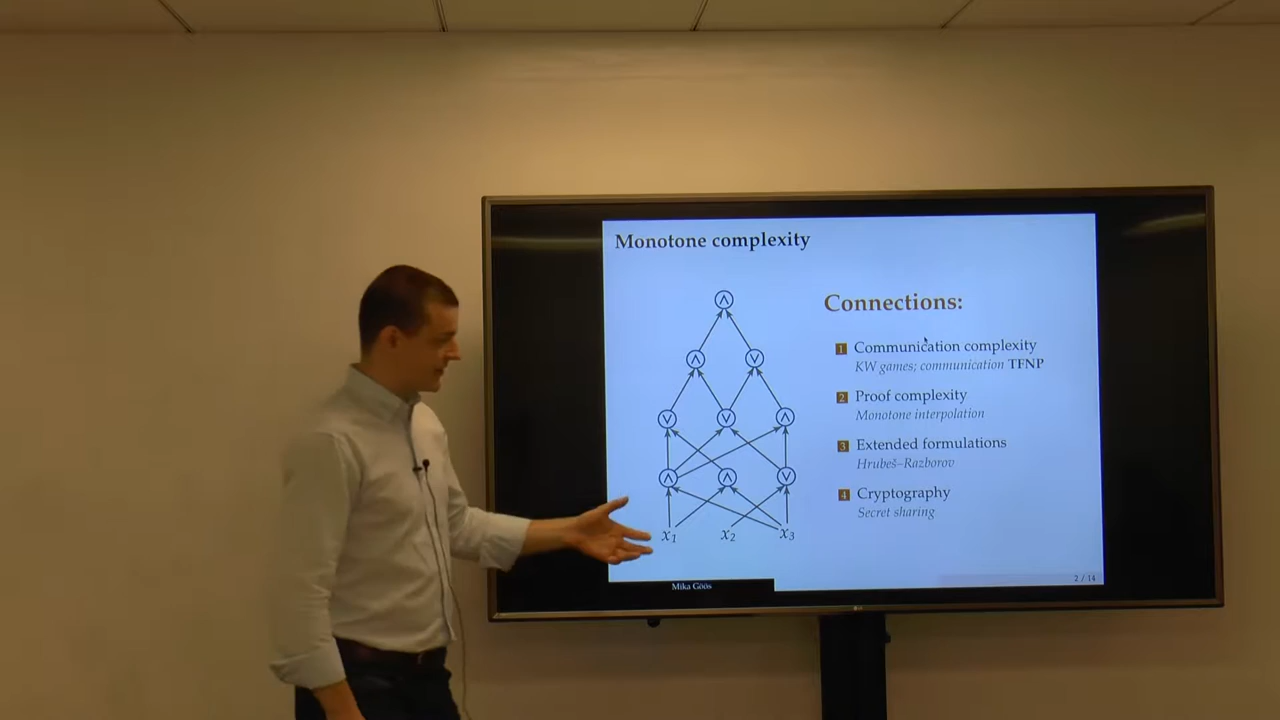 Monotone complexity
∧
∧ ∨
∨ ∨ ∧
∧ ∧ ∨
x1 x2 x3
Connections:
1 Communication complexity
KW games; communication TFNP
2 Proof complexity
Monotone interpolation
3 Extended formulations
Hrubeš–Razborov
4 Cryptography
Secret sharing
Mika Göös
2 / 14
LG